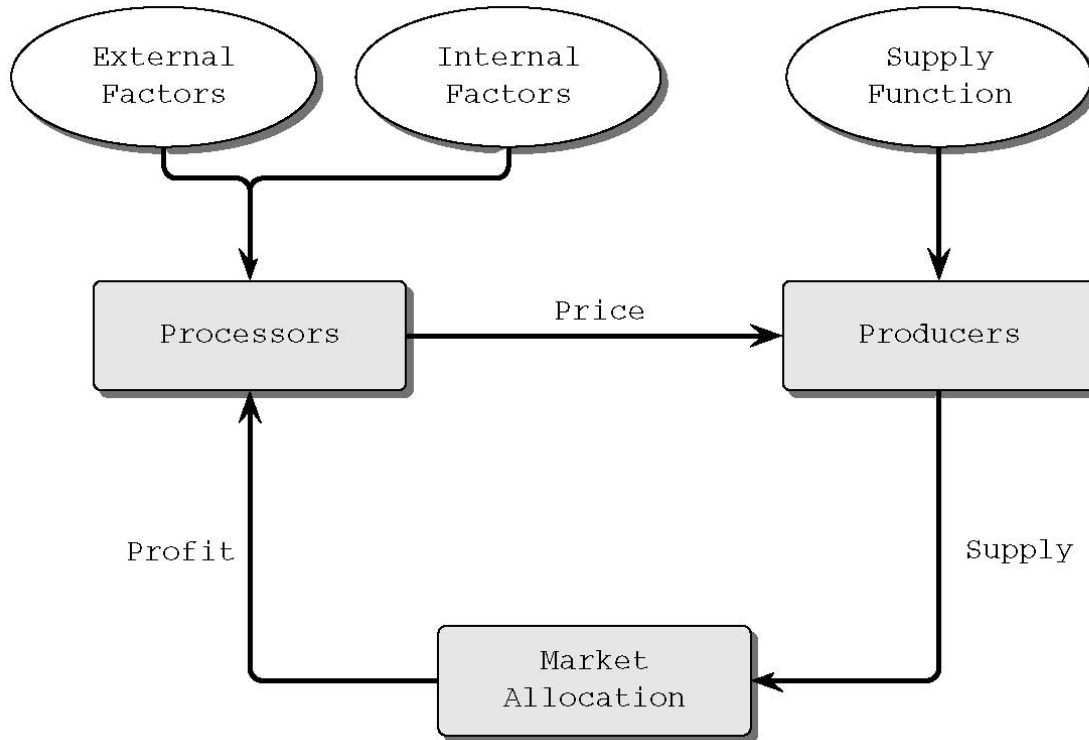 External
Factors
Internal
Factors
Supply
Function
Processors
Price
Producers
Profit
Supply
Market
Allocation